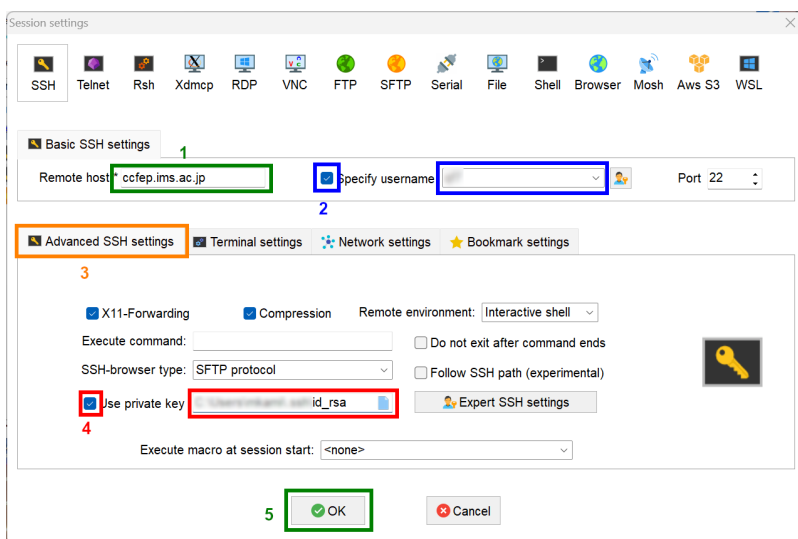 Session settings
SSH Telnet Rsh Xdmcp RDP VNC FTP SFTP Serial File Shell Browser Mosh Aws S3 WSL
Basic SSH settings
1
Remote host * ccfep.ims.ac.jp Specify username Port 22
2
Advanced SSH settings Terminal settings Network settings Bookmark settings
3
X11-Forwarding Compression Remote environment: Interactive shell
Execute command: Do not exit after command ends
SSH-browser type: SFTP protocol Follow SSH path (experimental)
Use private key id_rsa Expert SSH settings
4
Execute macro at session start: <none>
5 OK Cancel